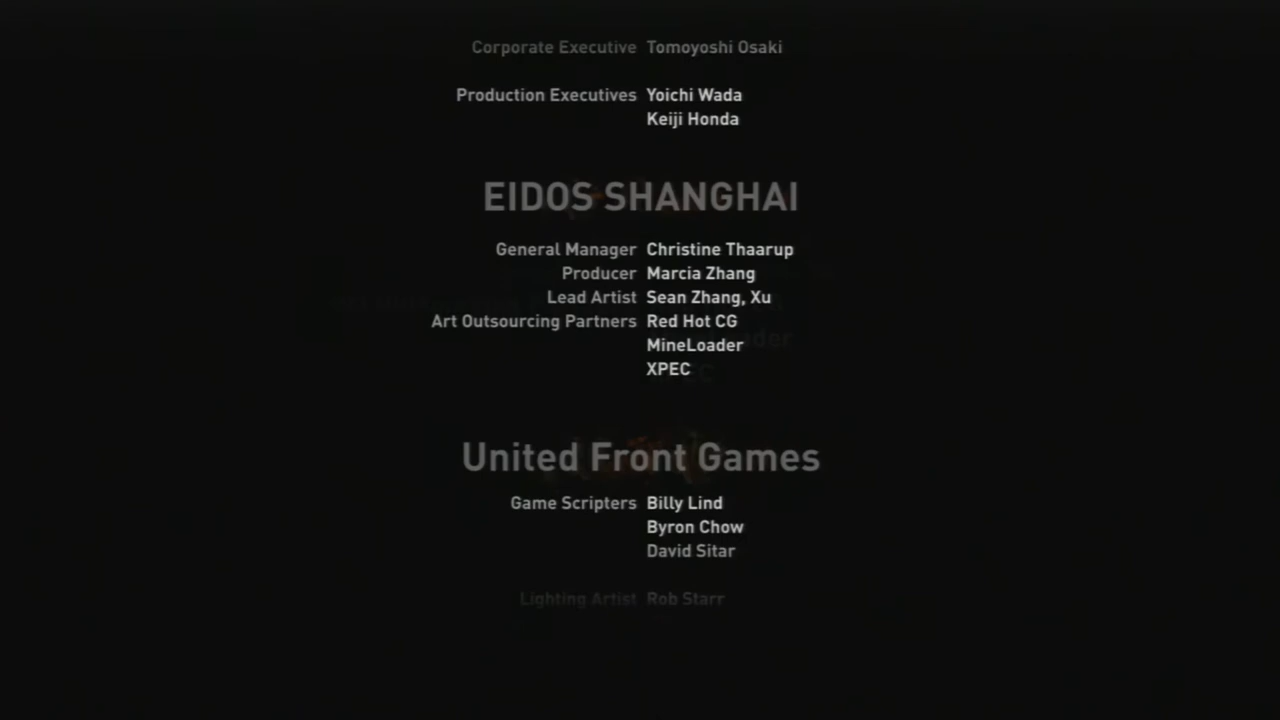 Corporate Executive Tomoyoshi Osaki
Production Executives Yoichi Wada
Keiji Honda
EIDOS SHANGHAI
General Manager Christine Thaarup
Producer Marcia Zhang
Lead Artist Sean Zhang, Xu
Art Outsourcing Partners Red Hot CG
MineLoader
XPEC
United Front Games
Game Scripters Billy Lind
Byron Chow
David Sitar
Lighting Artist Rob Starr